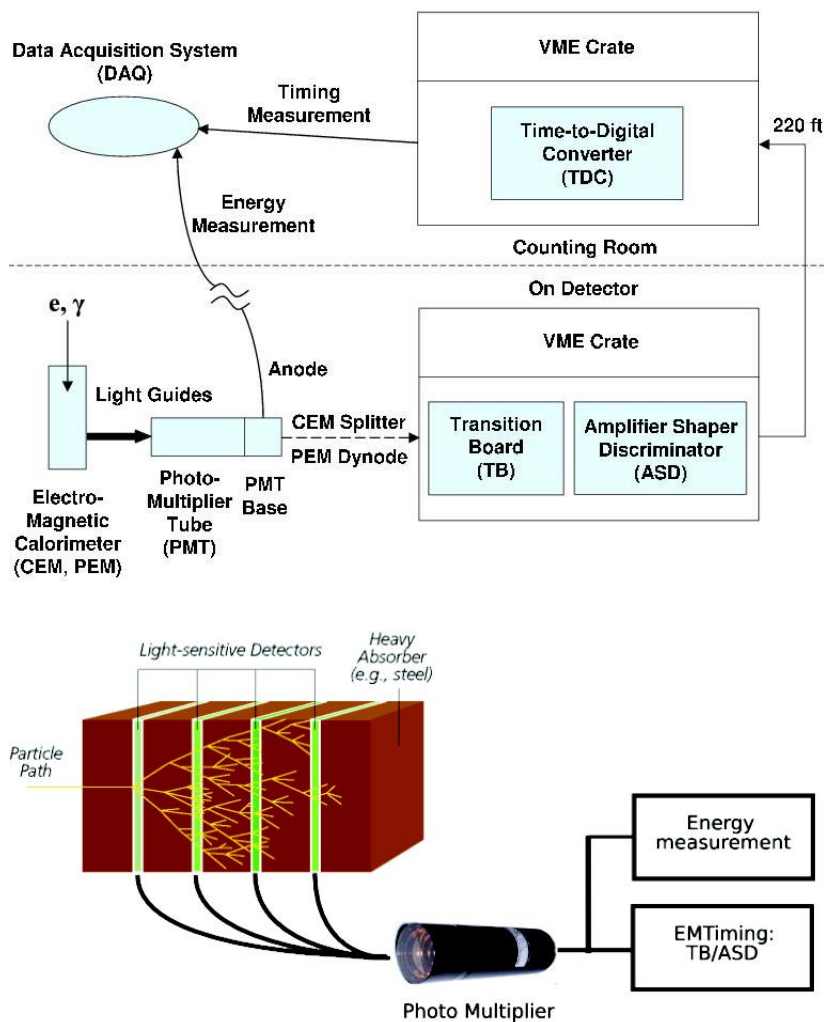 Data Acquisition System
(DAQ)
Timing
Measurement
VME Crate
Time-to-Digital
Converter
(TDC)
220 ft
Energy
Measurement
Counting Room
On Detector
e, γ
Light Guides
Anode
VME Crate
CEM Splitter
PEM Dynode
Transition
Board
(TB)
Amplifier Shaper
Discriminator
(ASD)
Electro-
Magnetic
Calorimeter
(CEM, PEM)
Photo-
Multiplier
Tube
(PMT)
PMT
Base
Light-sensitive Detectors
Heavy
Absorber
(e.g., steel)
Particle
Path
Energy
measurement
EMTiming:
TB/ASD
Photo Multiplier